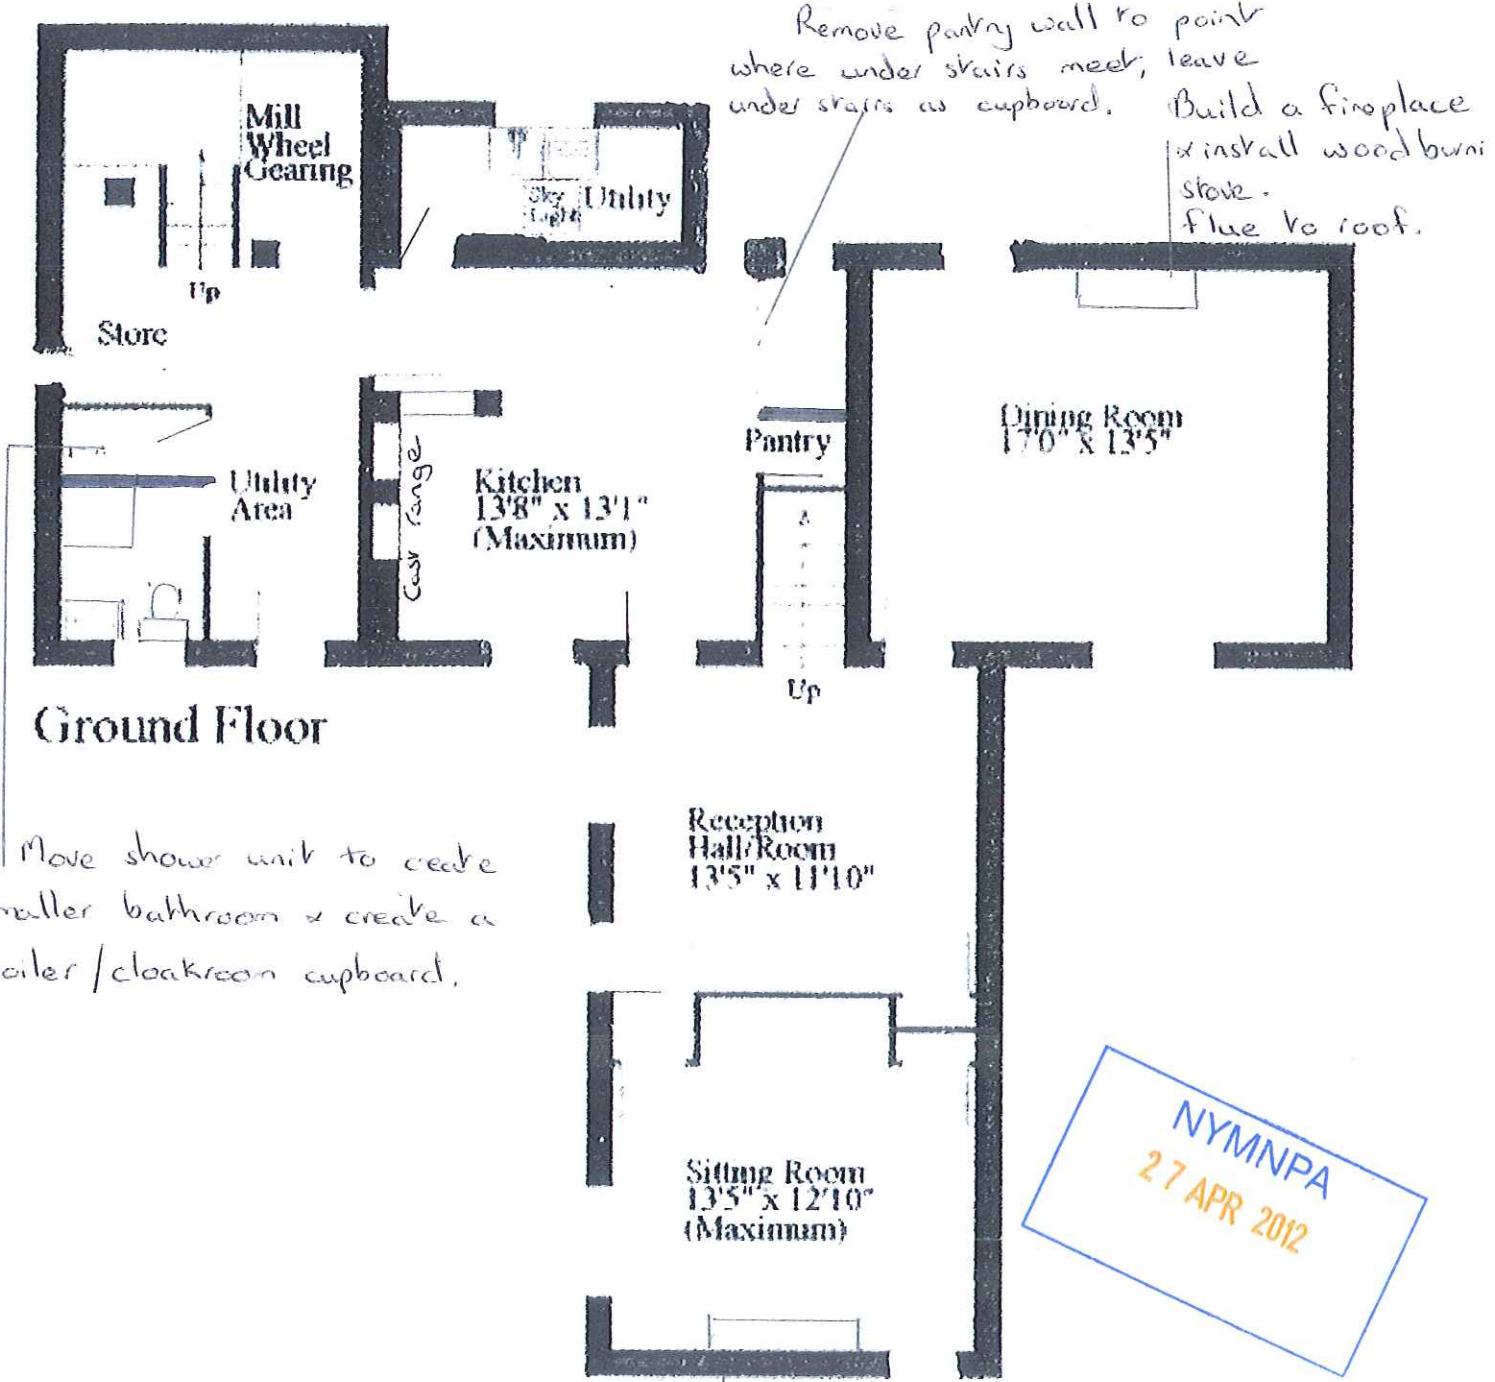 Remove pantry wall to point
where under stairs meet, leave
under stairs as cupboard.
Build a fireplace
& install woodburni
stove.
flue to roof.
Mill
Wheel
Gearing
Sky
Light
Utility
Up
Store
Dining Room
17'0" x 13'5"
Pantry
Utility
Area
Cast range
Kitchen
13'8" x 13'1"
(Maximum)
Up
Ground Floor
Move shower unit to ceate
maller bathroom & create a
oiler / cloakroom cupboard.
Reception
Hall/Room
13'5" x 11'10"
Sitting Room
13'5" x 12'10"
(Maximum)
NYMNPA
27 APR 2012